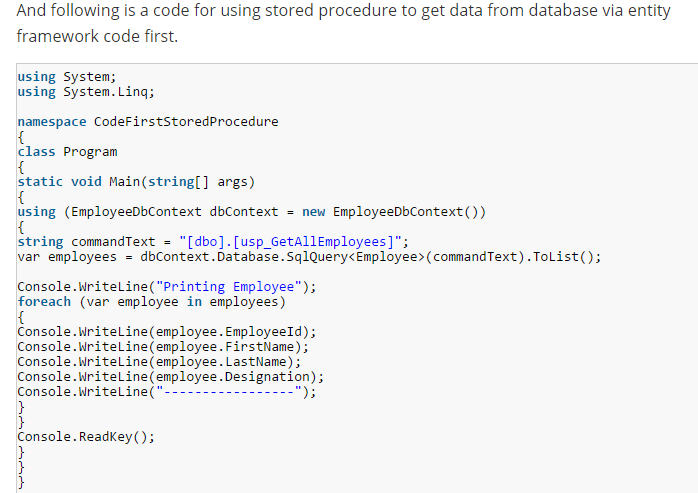 And following is a code for using stored procedure to get data from database via entity
framework code first.
using System;
using System.Linq;
namespace CodeFirstStoredProcedure
{
class Program
{
static void Main(string[] args)
{
using (EmployeeDbContext dbContext = new EmployeeDbContext())
{
string commandText = "[dbo].[usp_GetAllEmployees]";
var employees = dbContext.Database.SqlQuery<Employee>(commandText).ToList();
Console.WriteLine("Printing Employee");
foreach (var employee in employees)
{
Console.WriteLine(employee.EmployeeId);
Console.WriteLine(employee.FirstName);
Console.WriteLine(employee.LastName);
Console.WriteLine(employee.Designation);
Console.WriteLine("-----------------");
}
}
Console.ReadKey();
}
}
}